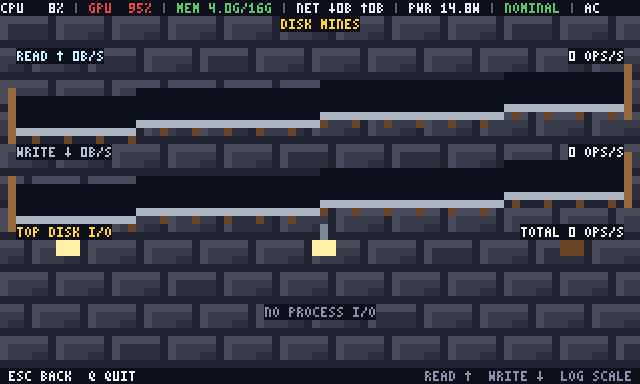 CPU 8% | GPU 95% | MEM 4.0G/16G | NET ↓0B ↑0B | PWR 14.8W | NOMINAL | AC
DISK MINES
READ ↑ 0B/S 0 OPS/S
WRITE ↓ 0B/S 0 OPS/S
TOP DISK I/O TOTAL 0 OPS/S
NO PROCESS I/O
ESC BACK Q QUIT READ ↑ WRITE ↓ LOG SCALE